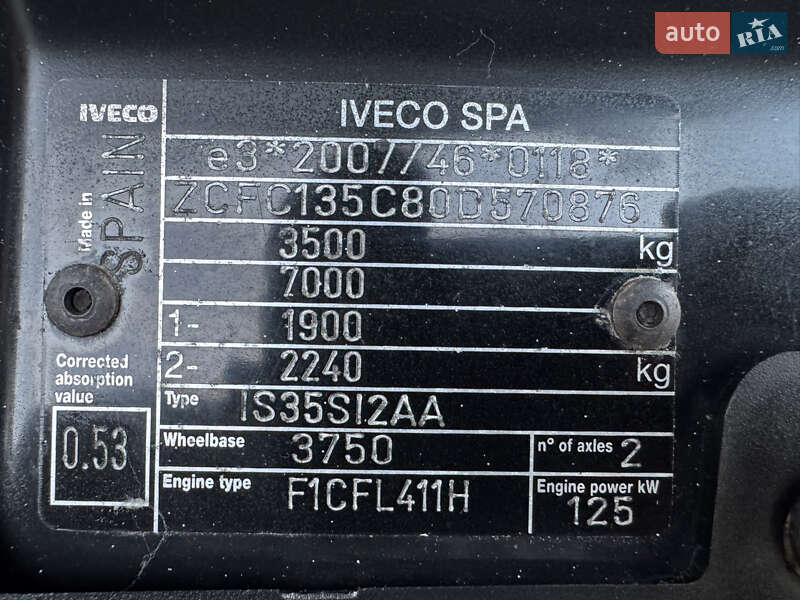 auto RIA.com
IVECO
IVECO SPA
Made in SPAIN
e3*2007//46*0118*
ZCFC135C80D570876
3500 kg
7000
1- 1900
2- 2240 kg
Corrected
absorption
value
0.53
Type IS35SI2AA
Wheelbase 3750
n° of axles 2
Engine type F1CFL411H
Engine power kW
125